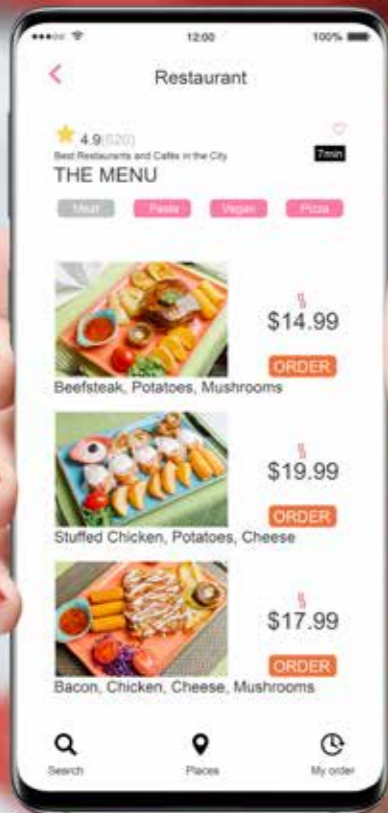 12:00
100%
Restaurant
4.9(620)
Best Restaurants and Cafés in the City
7min
THE MENU
Meat
Pasta
Vegan
Pizza
$14.99
ORDER
Beefsteak, Potatoes, Mushrooms
$19.99
ORDER
Stuffed Chicken, Potatoes, Cheese
$17.99
ORDER
Bacon, Chicken, Cheese, Mushrooms
Search
Places
My order